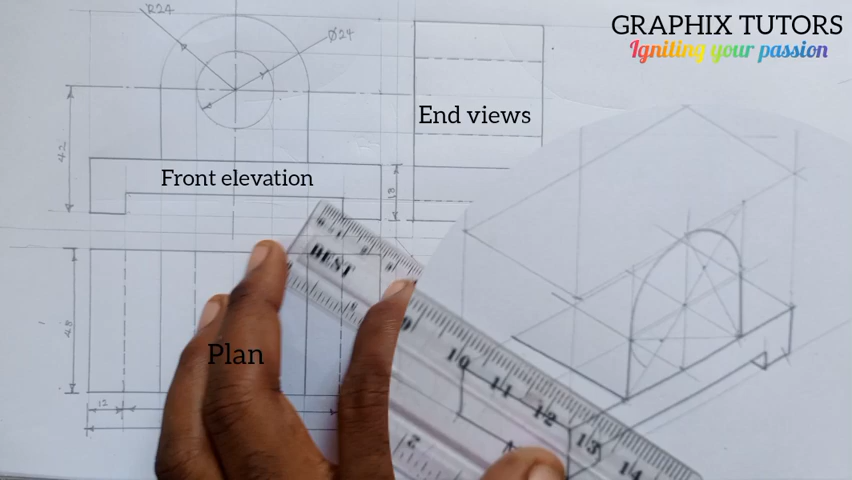 GRAPHIX TUTORS
Igniting your passion
R24
Ø24
End views
42
Front elevation
18
BEST
48
Plan
12
10
11
12
13
14
2